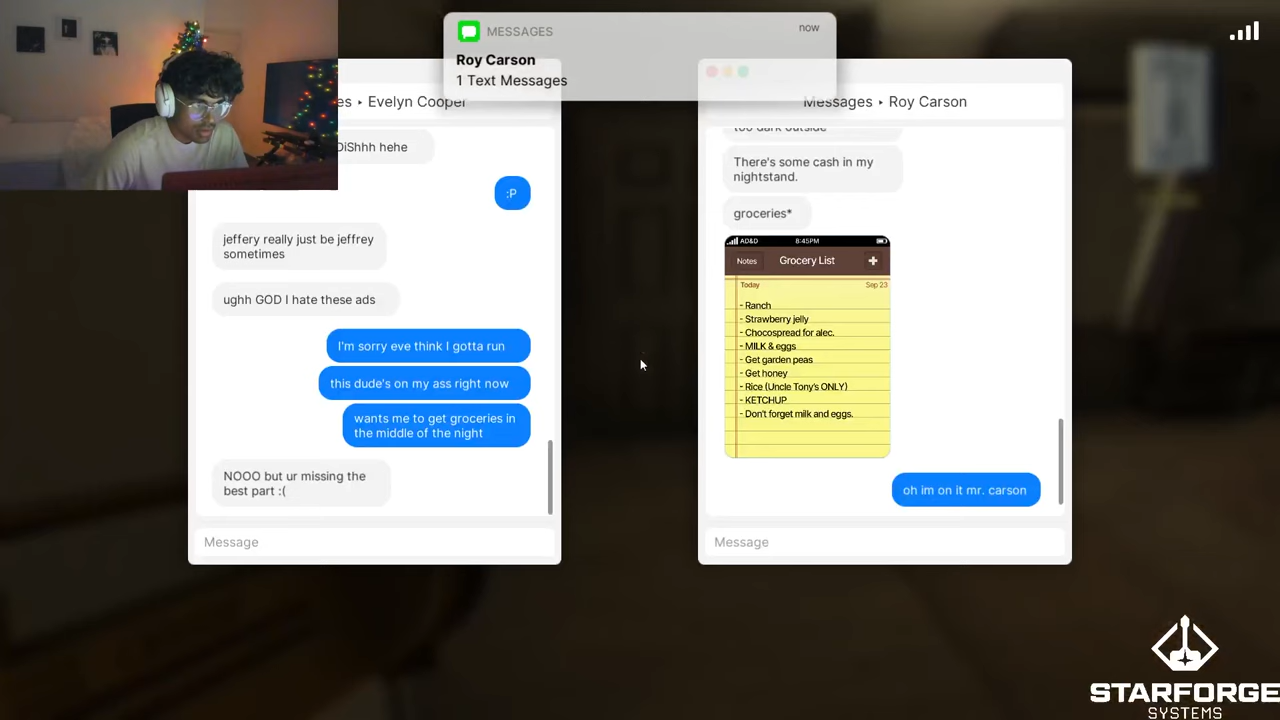 MESSAGES
now
Roy Carson
1 Text Messages
es ▸ Evelyn Cooper
DiShhh hehe
:P
jeffery really just be jeffrey
sometimes
ughh GOD I hate these ads
I'm sorry eve think I gotta run
this dude's on my ass right now
wants me to get groceries in
the middle of the night
NOOO but ur missing the
best part :(
Message
Messages ▸ Roy Carson
too dark outside
There's some cash in my
nightstand.
groceries*
AD&D 8:45PM
Notes Grocery List +
Today Sep 23
- Ranch
- Strawberry jelly
- Chocospread for alec.
- MILK & eggs
- Get garden peas
- Get honey
- Rice (Uncle Tony's ONLY)
- KETCHUP
- Don't forget milk and eggs.
oh im on it mr. carson
Message
STARFORGE
SYSTEMS